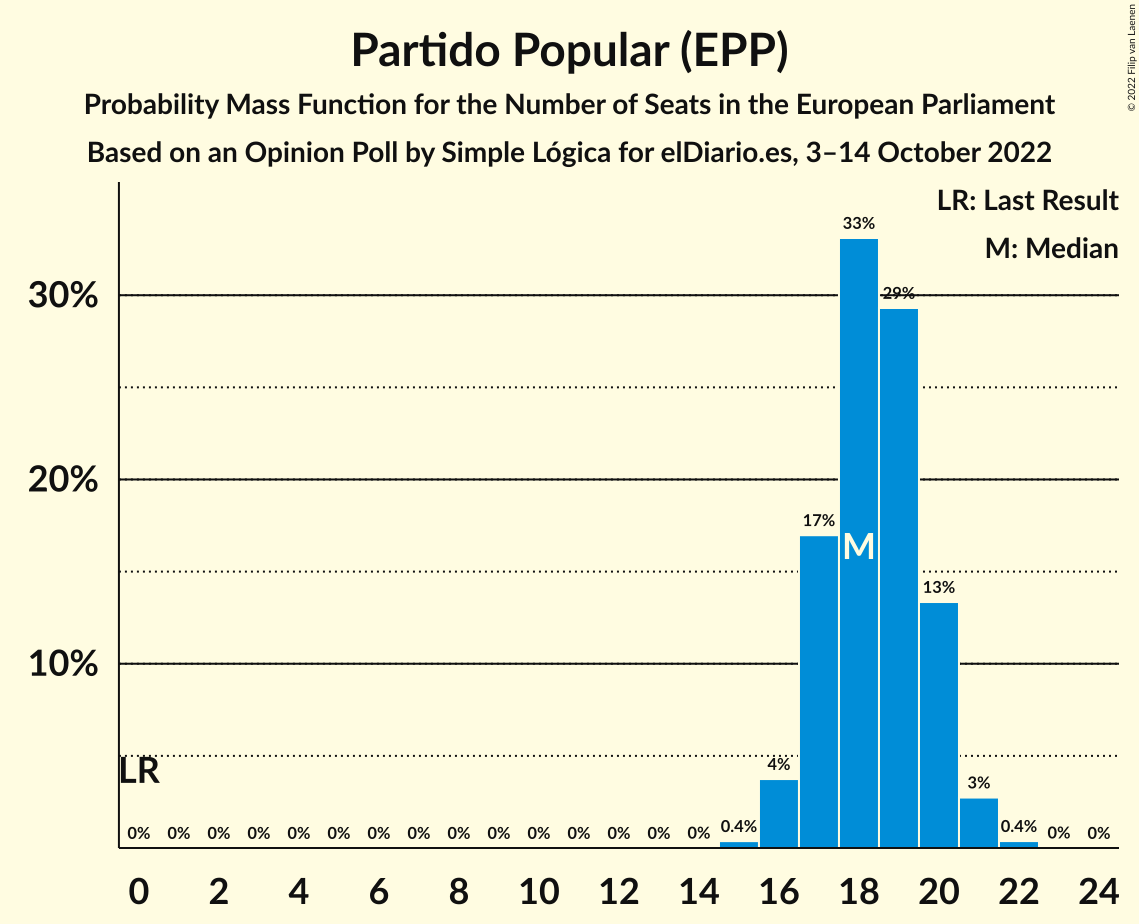 Partido Popular (EPP)
Probability Mass Function for the Number of Seats in the European Parliament
Based on an Opinion Poll by Simple Lógica for elDiario.es, 3–14 October 2022
© 2022 Filip van Laenen
LR: Last Result
M: Median
33%
30%
29%
20%
17%
M
13%
10%
LR
4%
3%
0% 0% 0% 0% 0% 0% 0% 0% 0% 0% 0% 0% 0% 0% 0% 0.4% 0.4% 0% 0%
0 2 4 6 8 10 12 14 16 18 20 22 24